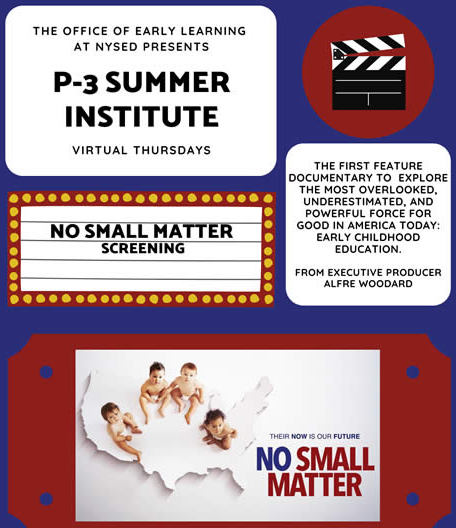 THE OFFICE OF EARLY LEARNING
AT NYSED PRESENTS
P-3 SUMMER
INSTITUTE
VIRTUAL THURSDAYS
NO SMALL MATTER
SCREENING
THE FIRST FEATURE
DOCUMENTARY TO EXPLORE
THE MOST OVERLOOKED,
UNDERESTIMATED, AND
POWERFUL FORCE FOR
GOOD IN AMERICA TODAY:
EARLY CHILDHOOD
EDUCATION.
FROM EXECUTIVE PRODUCER
ALFRE WOODARD
THEIR NOW IS OUR FUTURE
NO SMALL
MATTER